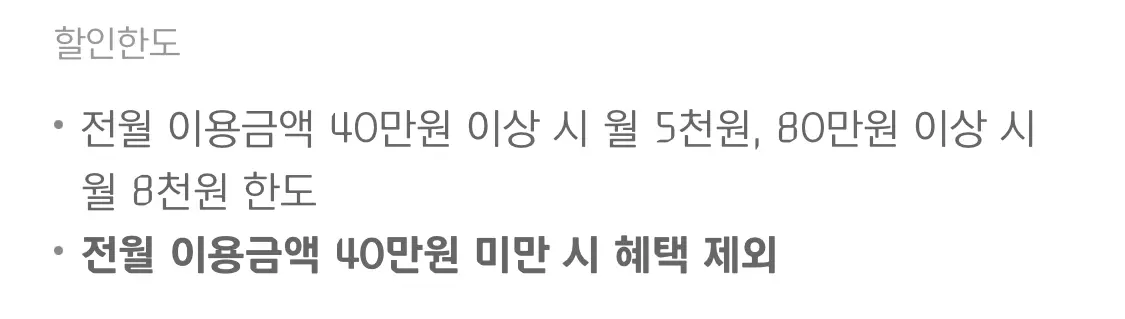 할인한도
• 전월 이용금액 40만원 이상 시 월 5천원, 80만원 이상 시
월 8천원 한도
• 전월 이용금액 40만원 미만 시 혜택 제외